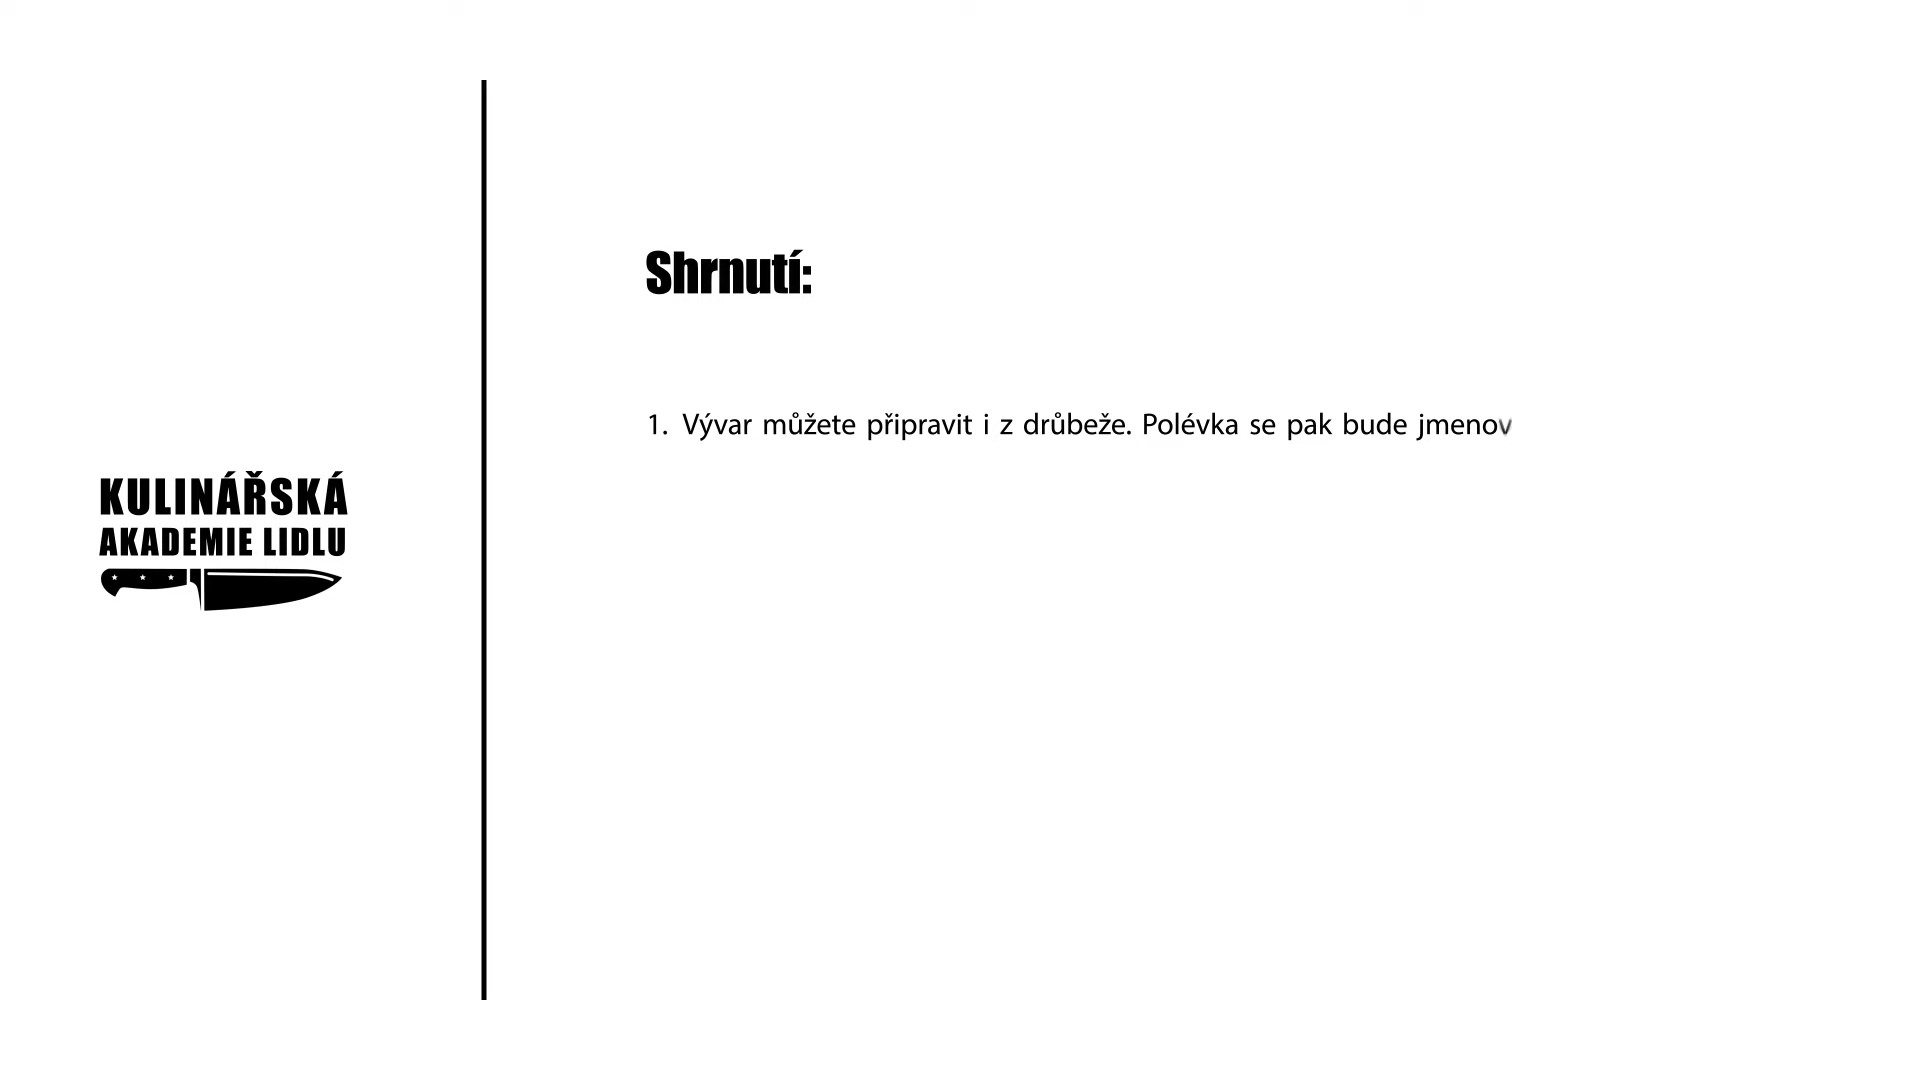 KULINÁŘSKÁ
AKADEMIE LIDLU
Shrnutí:
1. Vývar můžete připravit i z drůbeže. Polévka se pak bude jmenov